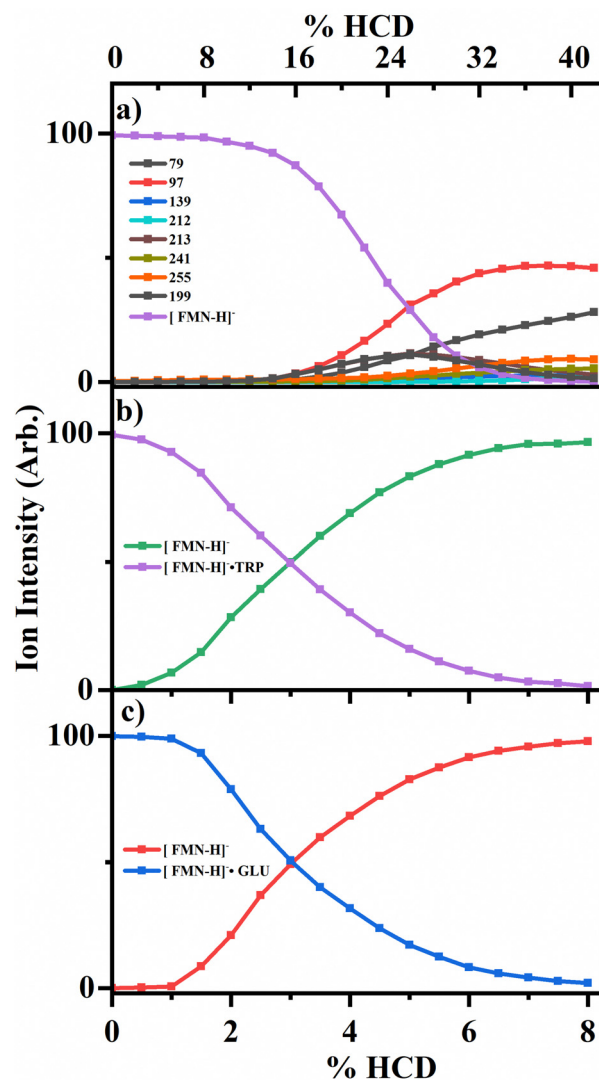 % HCD
0 8 16 24 32 40
a)
100
79
97
139
212
213
241
255
199
[ FMN-H]-
0
b)
100
[ FMN-H]-
[ FMN-H]-•TRP
0
c)
100
[ FMN-H]-
[ FMN-H]-• GLU
0
0 2 4 6 8
% HCD
Ion Intensity (Arb.)